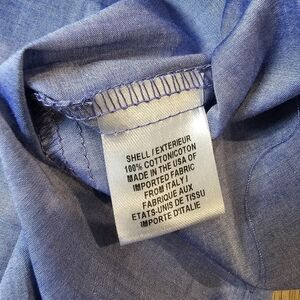 SHELL / EXTERIEUR
100% COTTON/COTON
MADE IN THE USA OF
IMPORTED FABRIC
FROM ITALY /
FABRIQUE AUX
ETATS-UNIS DE TISSU
IMPORTE D'ITALIE